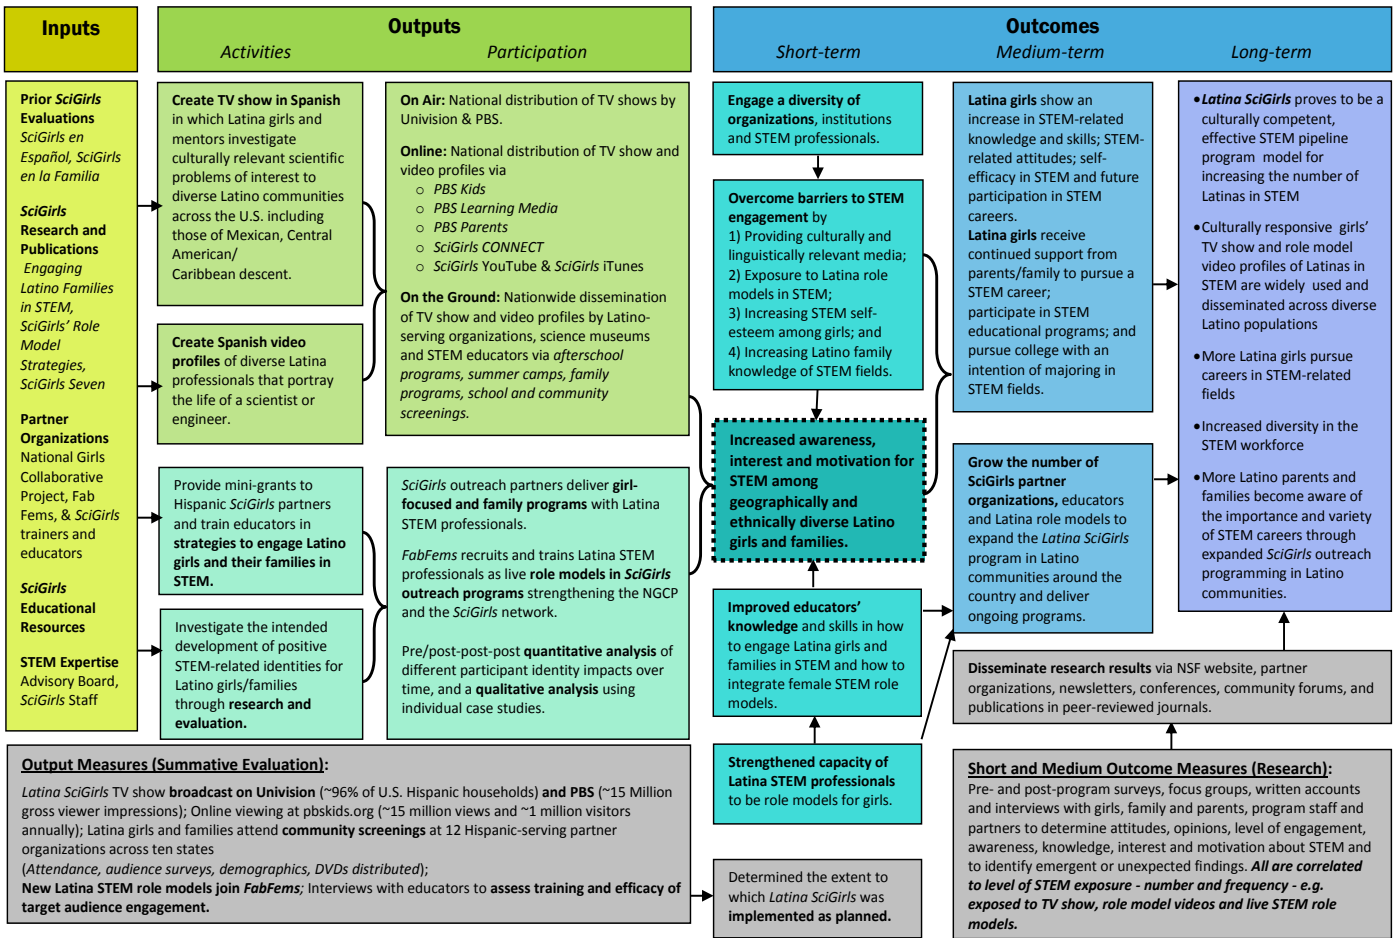 Inputs
Outputs
Activities
Participation
Outcomes
Short-term
Medium-term
Long-term
Prior SciGirls
Evaluations
SciGirls en
Español, SciGirls
en la Familia
SciGirls
Research and
Publications
Engaging
Latino Families
in STEM,
SciGirls' Role
Model
Strategies,
SciGirls Seven
Partner
Organizations
National Girls
Collaborative
Project, Fab
Fems, & SciGirls
trainers and
educators
SciGirls
Educational
Resources
STEM Expertise
Advisory Board,
SciGirls Staff
Create TV show in Spanish
in which Latina girls and
mentors investigate
culturally relevant scientific
problems of interest to
diverse Latino communities
across the U.S. including
those of Mexican, Central
American/
Caribbean descent.
Create Spanish video
profiles of diverse Latina
professionals that portray
the life of a scientist or
engineer.
Provide mini-grants to
Hispanic SciGirls partners
and train educators in
strategies to engage Latino
girls and their families in
STEM.
Investigate the intended
development of positive
STEM-related identities for
Latino girls/families
through research and
evaluation.
On Air: National distribution of TV shows by
Univision & PBS.
Online: National distribution of TV show and
video profiles via
o PBS Kids
o PBS Learning Media
o PBS Parents
o SciGirls CONNECT
o SciGirls YouTube & SciGirls iTunes
On the Ground: Nationwide dissemination
of TV show and video profiles by Latino-
serving organizations, science museums
and STEM educators via afterschool
programs, summer camps, family
programs, school and community
screenings.
SciGirls outreach partners deliver girl-
focused and family programs with Latina
STEM professionals.
FabFems recruits and trains Latina STEM
professionals as live role models in SciGirls
outreach programs strengthening the NGCP
and the SciGirls network.
Pre/post-post-post quantitative analysis of
different participant identity impacts over
time, and a qualitative analysis using
individual case studies.
Engage a diversity of
organizations, institutions
and STEM professionals.
Overcome barriers to STEM
engagement by
1) Providing culturally and
linguistically relevant media;
2) Exposure to Latina role
models in STEM;
3) Increasing STEM self-
esteem among girls; and
4) Increasing Latino family
knowledge of STEM fields.
Increased awareness,
interest and motivation for
STEM among
geographically and
ethnically diverse Latino
girls and families.
Improved educators'
knowledge and skills in how
to engage Latina girls and
families in STEM and how to
integrate female STEM role
models.
Strengthened capacity of
Latina STEM professionals
to be role models for girls.
Latina girls show an
increase in STEM-related
knowledge and skills; STEM-
related attitudes; self-
efficacy in STEM and future
participation in STEM
careers.
Latina girls receive
continued support from
parents/family to pursue a
STEM career;
participate in STEM
educational programs; and
pursue college with an
intention of majoring in
STEM fields.
Grow the number of
SciGirls partner
organizations, educators
and Latina role models to
expand the Latina SciGirls
program in Latino
communities around the
country and deliver
ongoing programs.
• Latina SciGirls proves to be a
culturally competent,
effective STEM pipeline
program model for
increasing the number of
Latinas in STEM
• Culturally responsive girls'
TV show and role model
video profiles of Latinas in
STEM are widely used and
disseminated across diverse
Latino populations
• More Latina girls pursue
careers in STEM-related
fields
• Increased diversity in the
STEM workforce
• More Latino parents and
families become aware of
the importance and variety
of STEM careers through
expanded SciGirls outreach
programming in Latino
communities.
Disseminate research results via NSF website, partner
organizations, newsletters, conferences, community forums, and
publications in peer-reviewed journals.
Output Measures (Summative Evaluation):
Latina SciGirls TV show broadcast on Univision (~96% of U.S. Hispanic households) and PBS (~15 Million
gross viewer impressions); Online viewing at pbskids.org (~15 million views and ~1 million visitors
annually); Latina girls and families attend community screenings at 12 Hispanic-serving partner
organizations across ten states
(Attendance, audience surveys, demographics, DVDs distributed);
New Latina STEM role models join FabFems; Interviews with educators to assess training and efficacy of
target audience engagement.
Determined the extent to
which Latina SciGirls was
implemented as planned.
Short and Medium Outcome Measures (Research):
Pre- and post-program surveys, focus groups, written accounts
and interviews with girls, family and parents, program staff and
partners to determine attitudes, opinions, level of engagement,
awareness, knowledge, interest and motivation about STEM and
to identify emergent or unexpected findings. All are correlated
to level of STEM exposure - number and frequency - e.g.
exposed to TV show, role model videos and live STEM role
models.